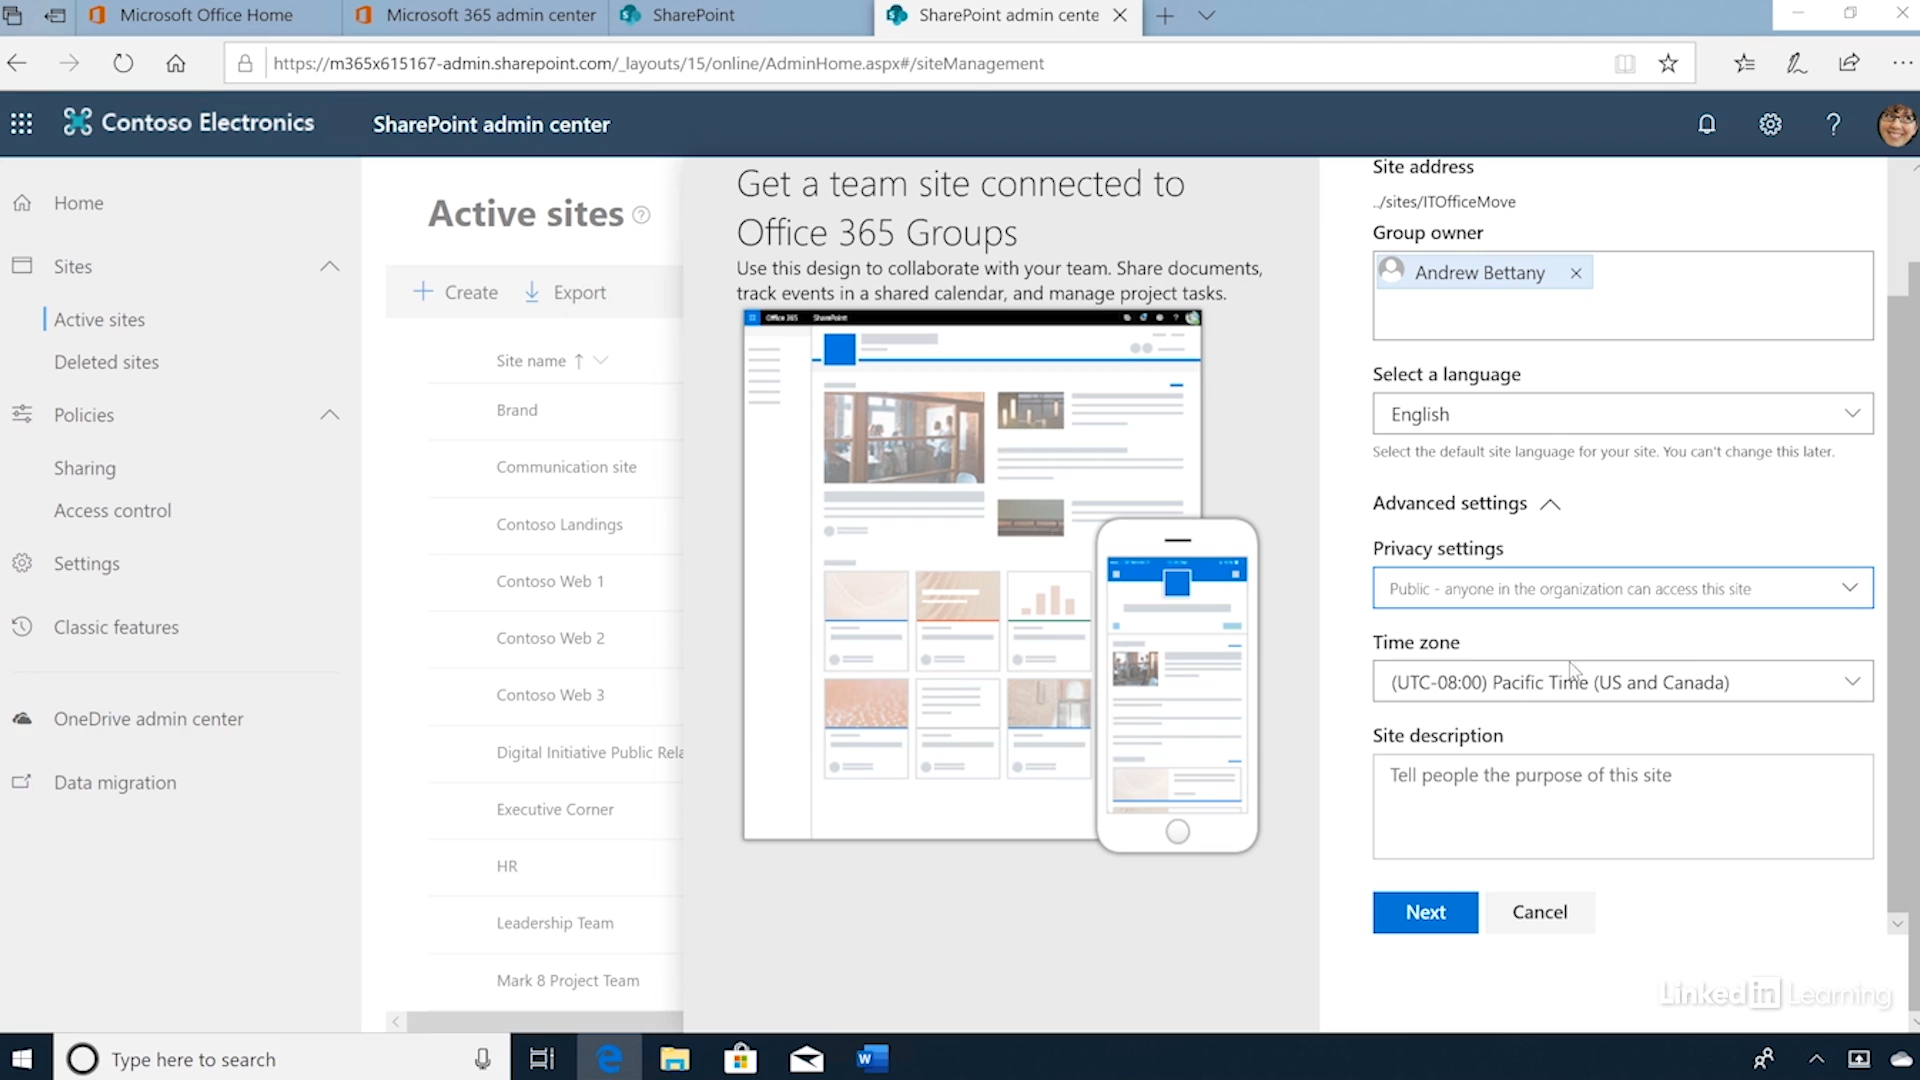 Microsoft Office Home
Microsoft 365 admin center
SharePoint
SharePoint admin cente
https://m365x615167-admin.sharepoint.com/_layouts/15/online/AdminHome.aspx#/siteManagement
Contoso Electronics
SharePoint admin center
Home
Sites
Active sites
Deleted sites
Policies
Sharing
Access control
Settings
Classic features
OneDrive admin center
Data migration
Active sites
Create
Export
Site name
Brand
Communication site
Contoso Landings
Contoso Web 1
Contoso Web 2
Contoso Web 3
Digital Initiative Public Rela
Executive Corner
HR
Leadership Team
Mark 8 Project Team
Get a team site connected to
Office 365 Groups
Use this design to collaborate with your team. Share documents,
track events in a shared calendar, and manage project tasks.
Office 365 SharePoint
Site address
../sites/ITOfficeMove
Group owner
Andrew Bettany
Select a language
English
Select the default site language for your site. You can't change this later.
Advanced settings
Privacy settings
Public - anyone in the organization can access this site
Time zone
(UTC-08:00) Pacific Time (US and Canada)
Site description
Tell people the purpose of this site
Next
Cancel
Linked in Learning
Type here to search